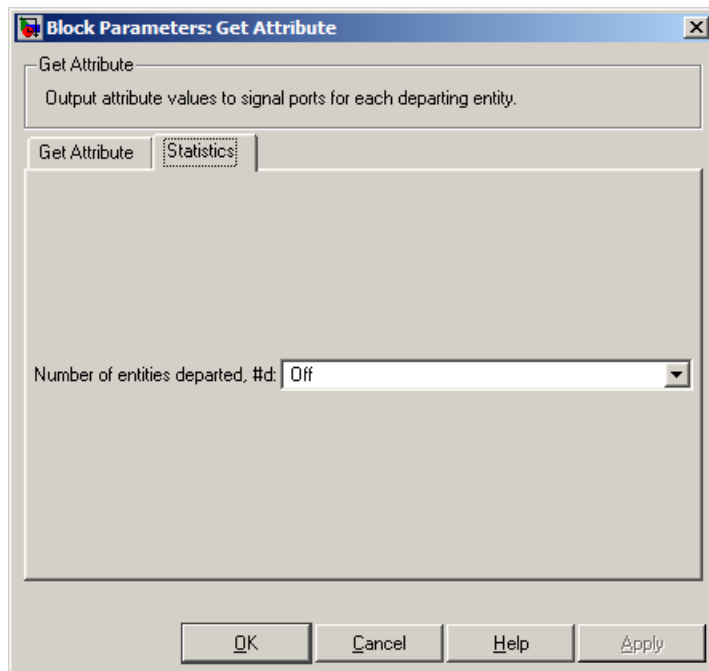 Block Parameters: Get Attribute
Get Attribute
Output attribute values to signal ports for each departing entity.
Get Attribute
Statistics
Number of entities departed, #d: Off
OK
Cancel
Help
Apply